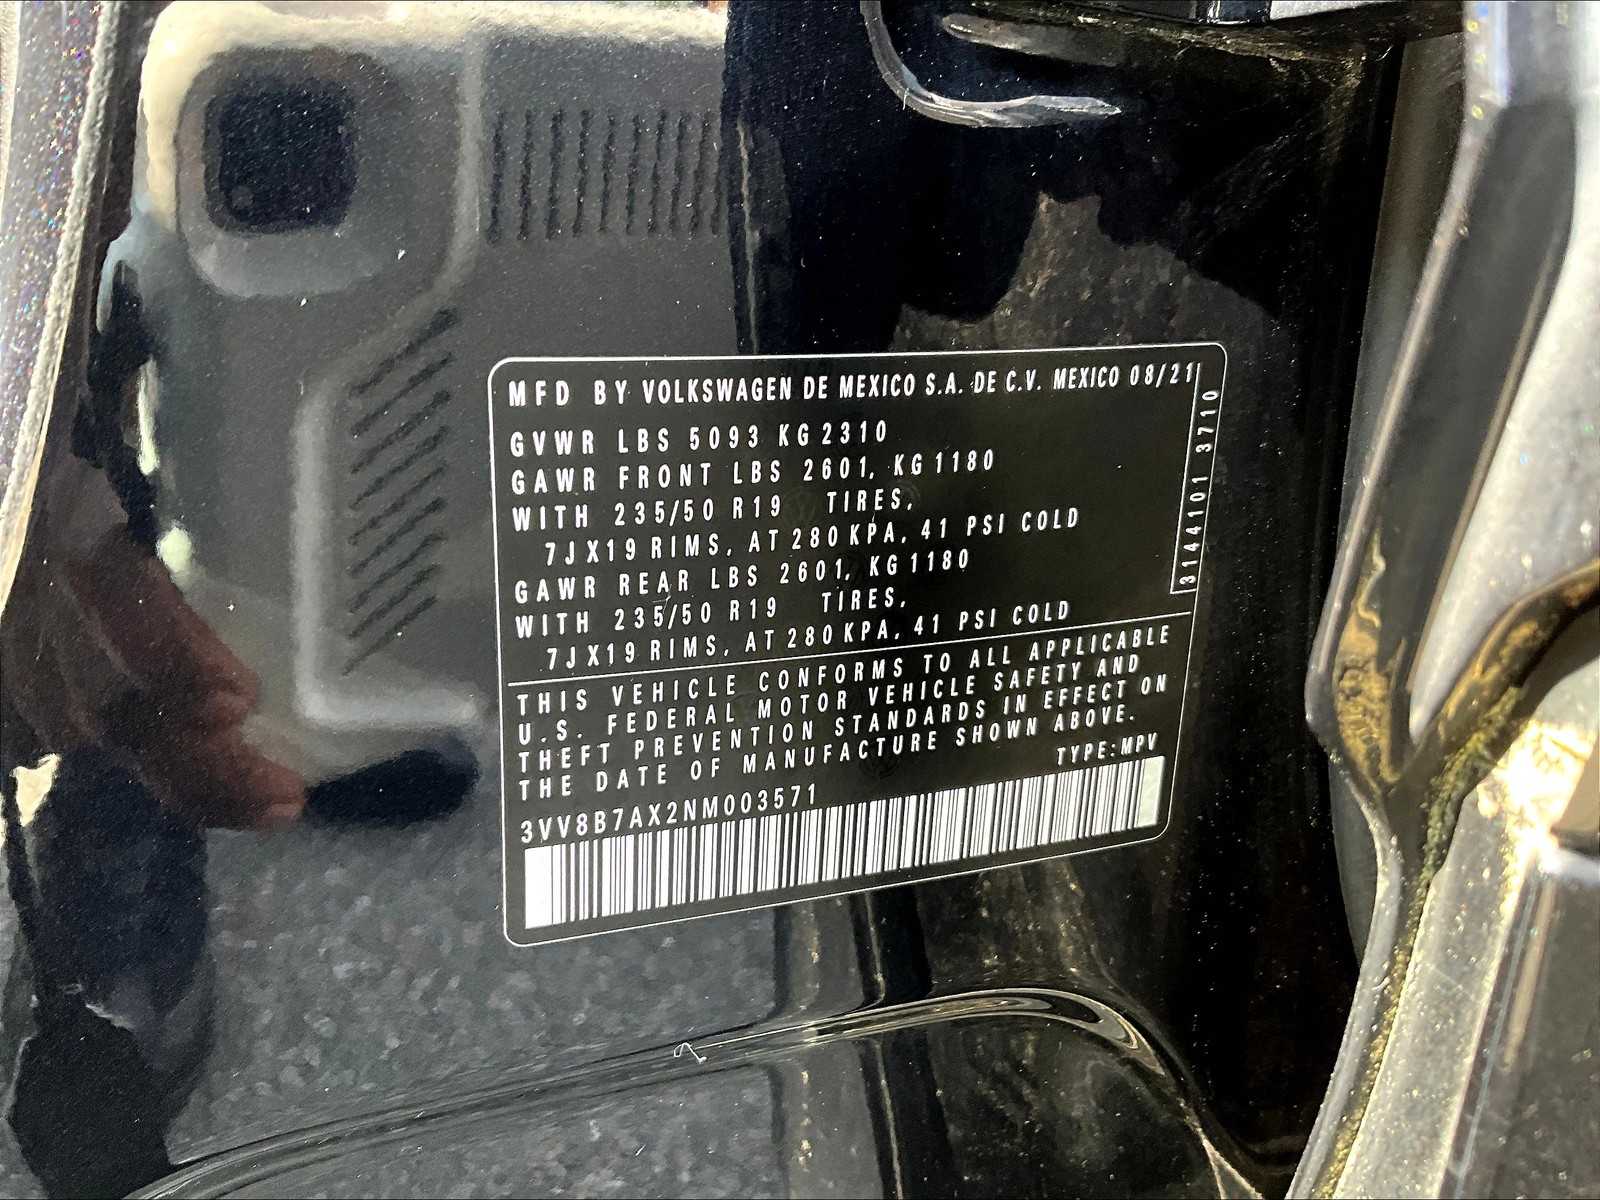 MFD BY VOLKSWAGEN DE MEXICO S.A. DE C.V. MEXICO 08/21
GVWR LBS 5093 KG 2310
GAWR FRONT LBS 2601, KG 1180
WITH 235/50 R19 TIRES,
7J X19 RIMS, AT 280 KPA, 41 PSI COLD
GAWR REAR LBS 2601, KG 1180
WITH 235/50 R19 TIRES,
7J X19 RIMS, AT 280 KPA, 41 PSI COLD
3144101 3710
THIS VEHICLE CONFORMS TO ALL APPLICABLE
U.S. FEDERAL MOTOR VEHICLE SAFETY AND
THEFT PREVENTION STANDARDS IN EFFECT ON
THE DATE OF MANUFACTURE SHOWN ABOVE.
TYPE: MPV
3VV8B7AX2NM003571